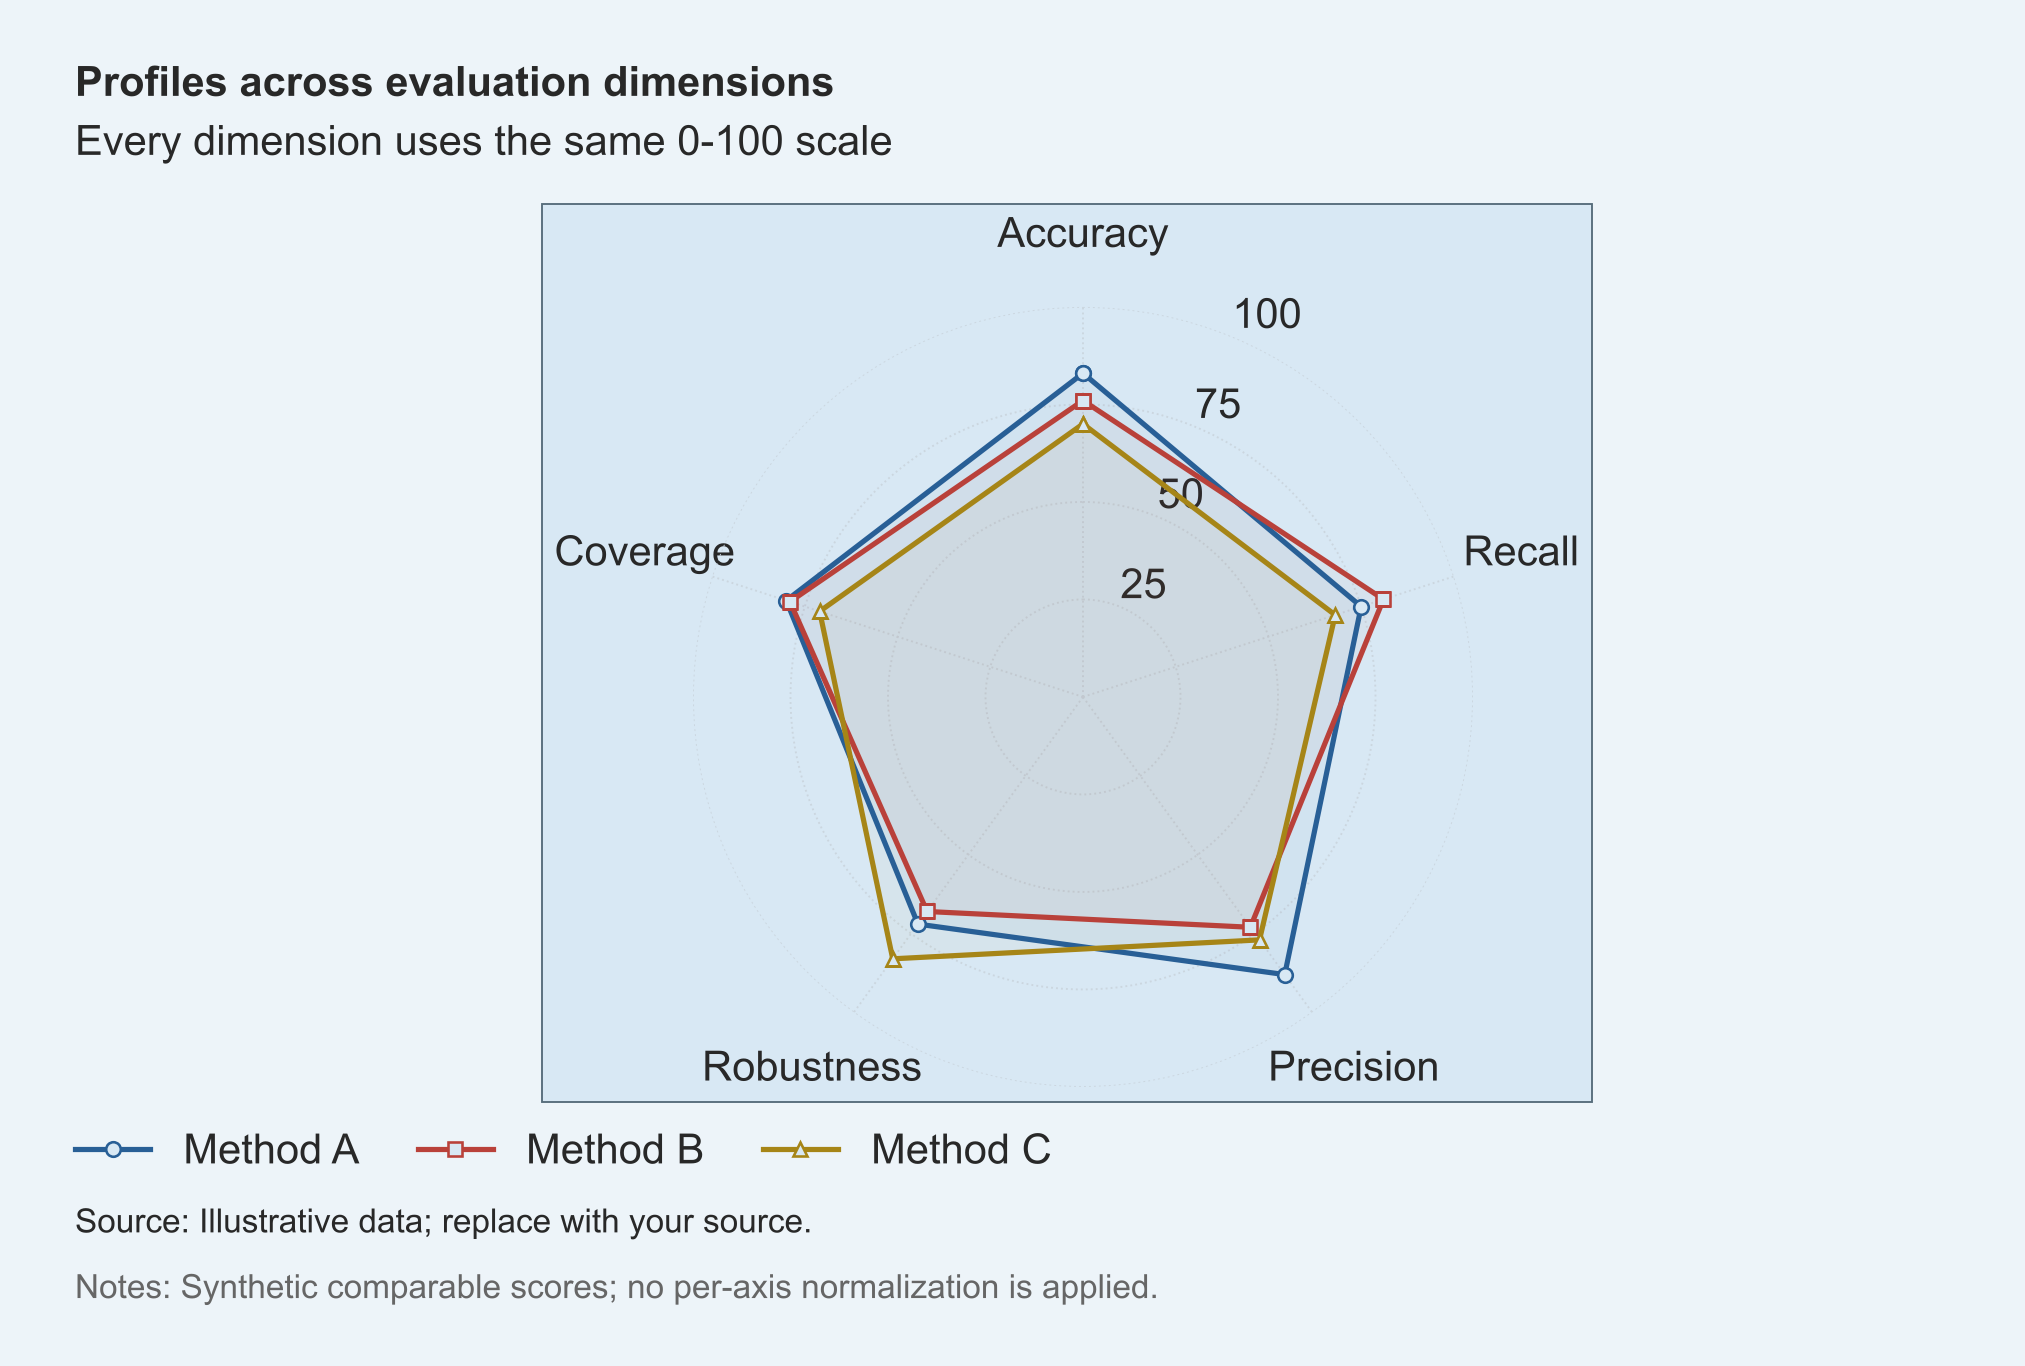 Profiles across evaluation dimensions
Every dimension uses the same 0-100 scale
Accuracy
100
75
50
25
Coverage
Recall
Robustness
Precision
Method A
Method B
Method C
Source: Illustrative data; replace with your source.
Notes: Synthetic comparable scores; no per-axis normalization is applied.